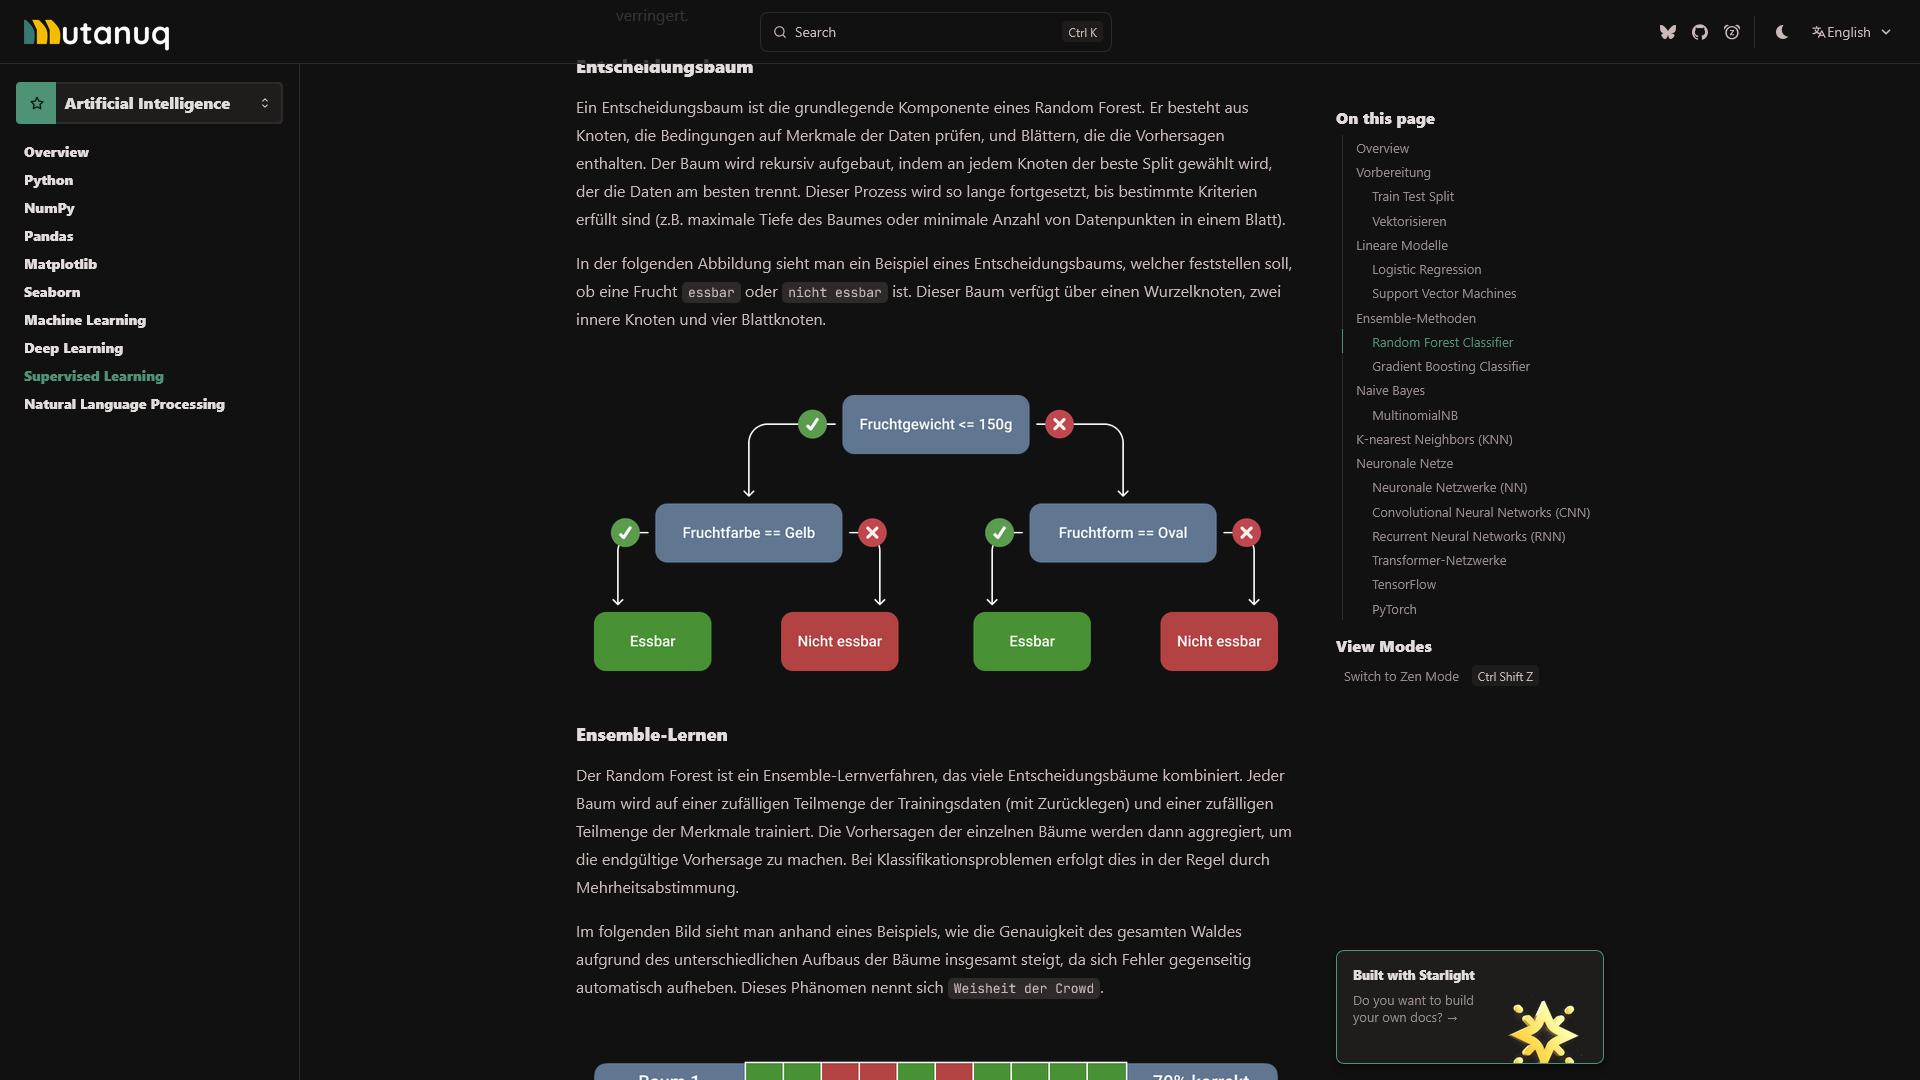 utanuq
Search
Ctrl K
English
Artificial Intelligence
Overview
Python
NumPy
Pandas
Matplotlib
Seaborn
Machine Learning
Deep Learning
Supervised Learning
Natural Language Processing
verringert.
Entscheidungsbaum
Ein Entscheidungsbaum ist die grundlegende Komponente eines Random Forest. Er besteht aus
Knoten, die Bedingungen auf Merkmale der Daten prüfen, und Blättern, die die Vorhersagen
enthalten. Der Baum wird rekursiv aufgebaut, indem an jedem Knoten der beste Split gewählt wird,
der die Daten am besten trennt. Dieser Prozess wird so lange fortgesetzt, bis bestimmte Kriterien
erfüllt sind (z.B. maximale Tiefe des Baumes oder minimale Anzahl von Datenpunkten in einem Blatt).
In der folgenden Abbildung sieht man ein Beispiel eines Entscheidungsbaums, welcher feststellen soll,
ob eine Frucht essbar oder nicht essbar ist. Dieser Baum verfügt über einen Wurzelknoten, zwei
innere Knoten und vier Blattknoten.
Fruchtgewicht <= 150g
Fruchtfarbe == Gelb
Fruchtform == Oval
Essbar
Nicht essbar
Essbar
Nicht essbar
Ensemble-Lernen
Der Random Forest ist ein Ensemble-Lernverfahren, das viele Entscheidungsbäume kombiniert. Jeder
Baum wird auf einer zufälligen Teilmenge der Trainingsdaten (mit Zurücklegen) und einer zufälligen
Teilmenge der Merkmale trainiert. Die Vorhersagen der einzelnen Bäume werden dann aggregiert, um
die endgültige Vorhersage zu machen. Bei Klassifikationsproblemen erfolgt dies in der Regel durch
Mehrheitsabstimmung.
Im folgenden Bild sieht man anhand eines Beispiels, wie die Genauigkeit des gesamten Waldes
aufgrund des unterschiedlichen Aufbaus der Bäume insgesamt steigt, da sich Fehler gegenseitig
automatisch aufheben. Dieses Phänomen nennt sich Weisheit der Crowd.
Baum 1
70% korrekt
On this page
Overview
Vorbereitung
Train Test Split
Vektorisieren
Lineare Modelle
Logistic Regression
Support Vector Machines
Ensemble-Methoden
Random Forest Classifier
Gradient Boosting Classifier
Naive Bayes
MultinomialNB
K-nearest Neighbors (KNN)
Neuronale Netze
Neuronale Netzwerke (NN)
Convolutional Neural Networks (CNN)
Recurrent Neural Networks (RNN)
Transformer-Netzwerke
TensorFlow
PyTorch
View Modes
Switch to Zen Mode
Ctrl Shift Z
Built with Starlight
Do you want to build
your own docs? →